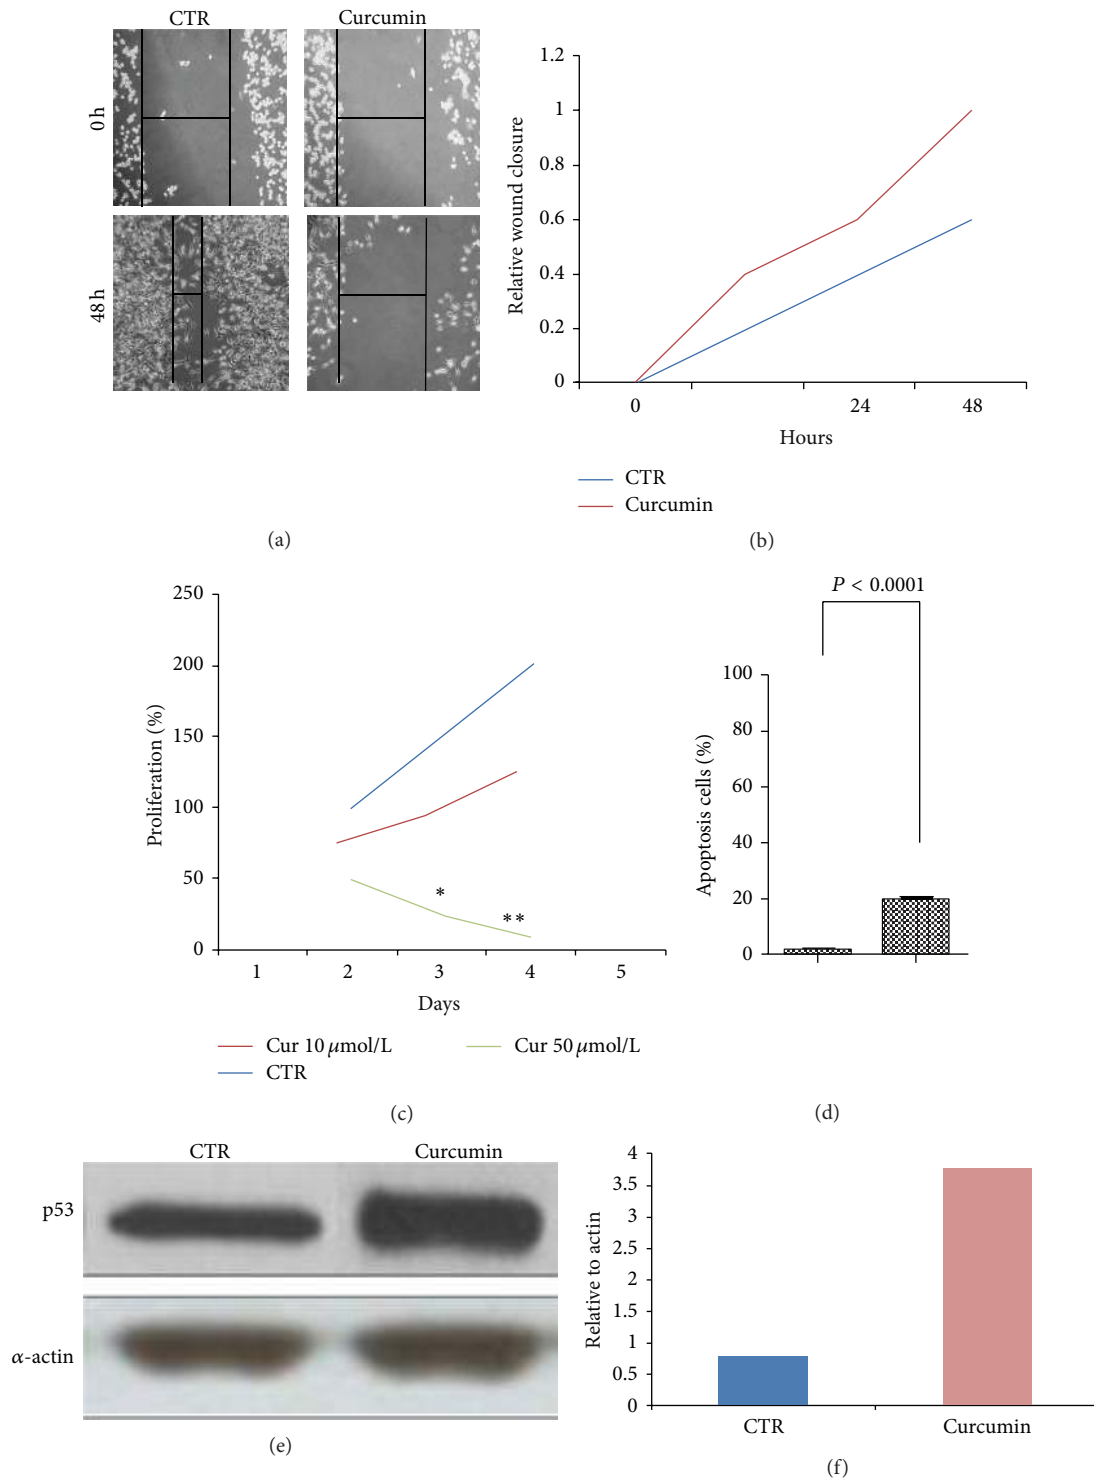 CTR
Curcumin
0 h
48 h
(a)
1.2
1
0.8
0.6
0.4
0.2
0
Relative wound closure
0
24
48
Hours
CTR
Curcumin
(b)
250
200
150
100
50
0
Proliferation (%)
*
**
1
2
3
4
5
Days
Cur 10 μmol/L
Cur 50 μmol/L
CTR
(c)
P < 0.0001
100
80
60
40
20
0
Apoptosis cells (%)
(d)
CTR
Curcumin
p53
α-actin
(e)
4
3.5
3
2.5
2
1.5
1
0.5
0
Relative to actin
CTR
Curcumin
(f)